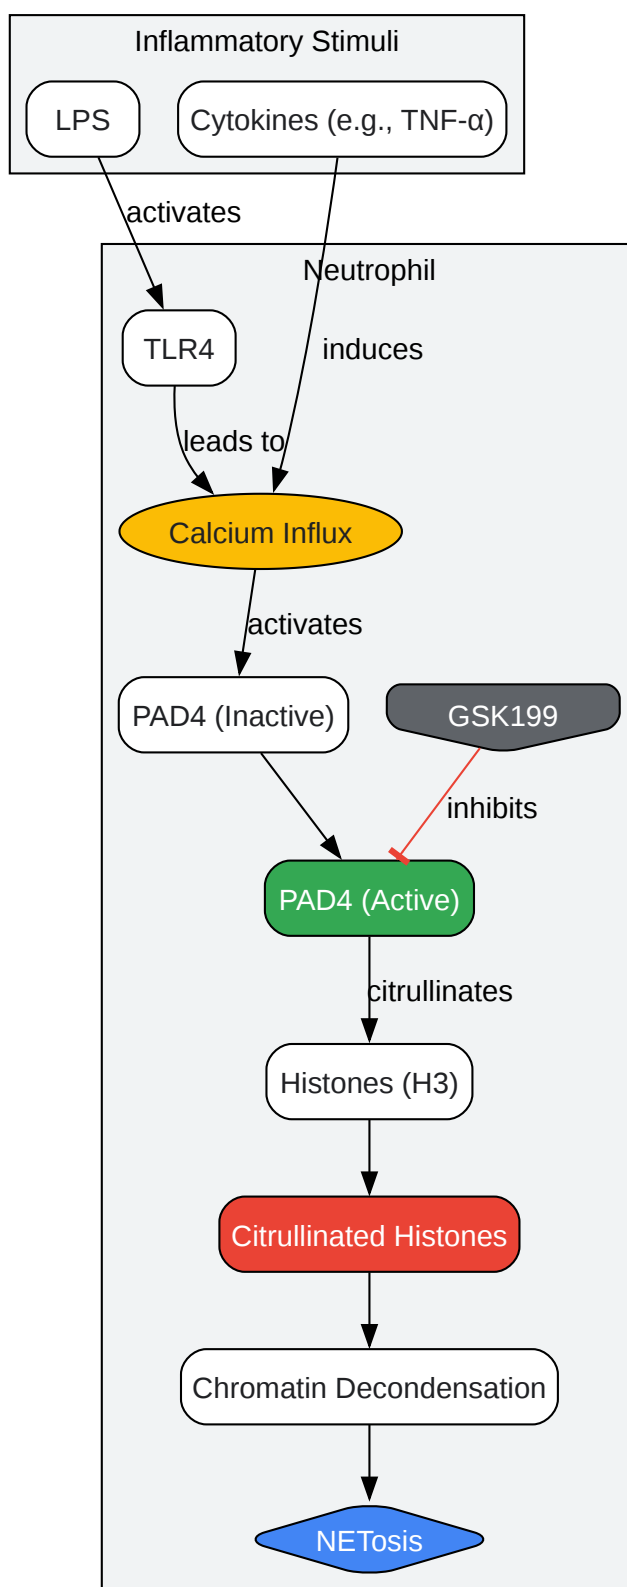 Inflammatory Stimuli
LPS
Cytokines (e.g., TNF-α)
activates
Neutrophil
TLR4
induces
leads to
Calcium Influx
activates
PAD4 (Inactive)
GSK199
inhibits
PAD4 (Active)
citrullinates
Histones (H3)
Citrullinated Histones
Chromatin Decondensation
NETosis